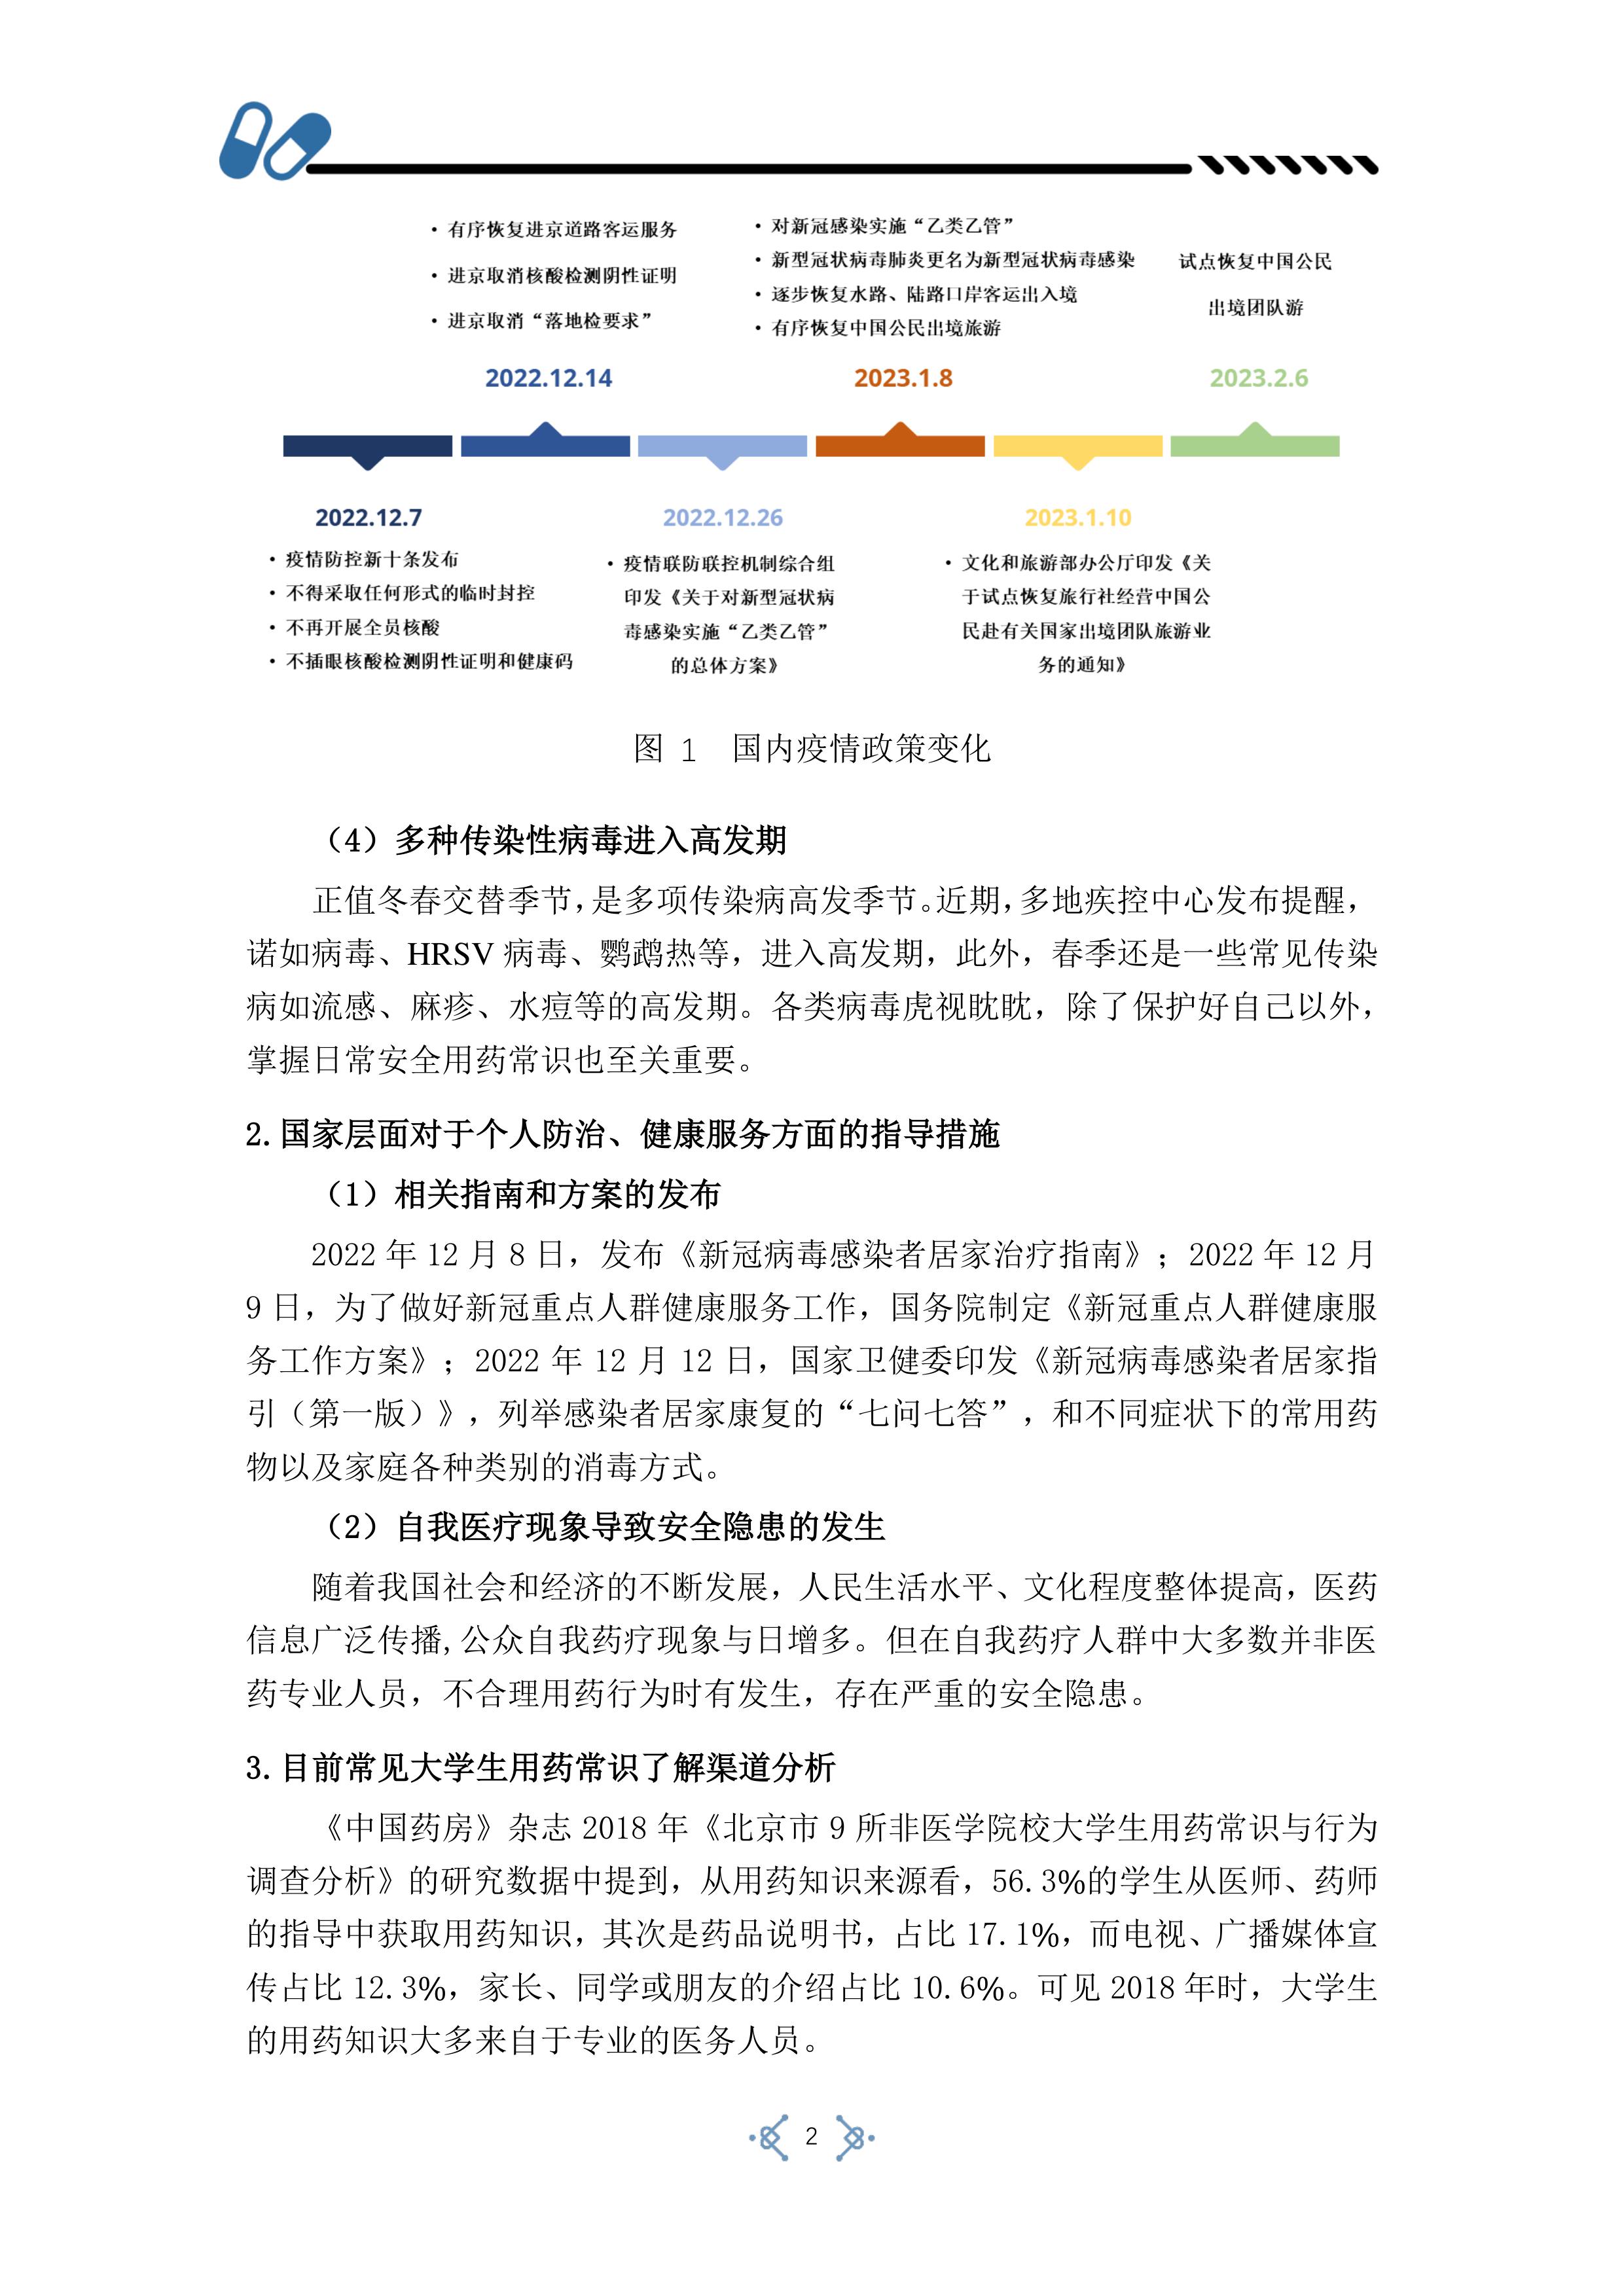 • 有序恢复进京道路客运服务
• 进京取消核酸检测阴性证明
• 进京取消“落地检要求”
2022.12.14
• 对新冠感染实施“乙类乙管”
• 新型冠状病毒肺炎更名为新型冠状病毒感染
• 逐步恢复水路、陆路口岸客运出入境
• 有序恢复中国公民出境旅游
2023.1.8
试点恢复中国公民
出境团队游
2023.2.6
2022.12.7
• 疫情防控新十条发布
• 不得采取任何形式的临时封控
• 不再开展全员核酸
• 不插眼核酸检测阴性证明和健康码
2022.12.26
• 疫情联防联控机制综合组
印发《关于对新型冠状病
毒感染实施“乙类乙管”
的总体方案》
2023.1.10
• 文化和旅游部办公厅印发《关
于试点恢复旅行社经营中国公
民赴有关国家出境团队旅游业
务的通知》
图 1 国内疫情政策变化
（4）多种传染性病毒进入高发期
正值冬春交替季节,是多项传染病高发季节。近期,多地疾控中心发布提醒，
诺如病毒、HRSV 病毒、鹦鹉热等，进入高发期，此外，春季还是一些常见传染
病如流感、麻疹、水痘等的高发期。各类病毒虎视眈眈，除了保护好自己以外，
掌握日常安全用药常识也至关重要。
2.国家层面对于个人防治、健康服务方面的指导措施
（1）相关指南和方案的发布
2022 年 12 月 8 日，发布《新冠病毒感染者居家治疗指南》；2022 年 12 月
9 日，为了做好新冠重点人群健康服务工作，国务院制定《新冠重点人群健康服
务工作方案》；2022 年 12 月 12 日，国家卫健委印发《新冠病毒感染者居家指
引（第一版）》，列举感染者居家康复的“七问七答”，和不同症状下的常用药
物以及家庭各种类别的消毒方式。
（2）自我医疗现象导致安全隐患的发生
随着我国社会和经济的不断发展，人民生活水平、文化程度整体提高，医药
信息广泛传播,公众自我药疗现象与日增多。但在自我药疗人群中大多数并非医
药专业人员，不合理用药行为时有发生，存在严重的安全隐患。
3.目前常见大学生用药常识了解渠道分析
《中国药房》杂志 2018 年《北京市 9 所非医学院校大学生用药常识与行为
调查分析》的研究数据中提到，从用药知识来源看，56.3%的学生从医师、药师
的指导中获取用药知识，其次是药品说明书，占比 17.1%，而电视、广播媒体宣
传占比 12.3%，家长、同学或朋友的介绍占比 10.6%。可见 2018 年时，大学生
的用药知识大多来自于专业的医务人员。
2